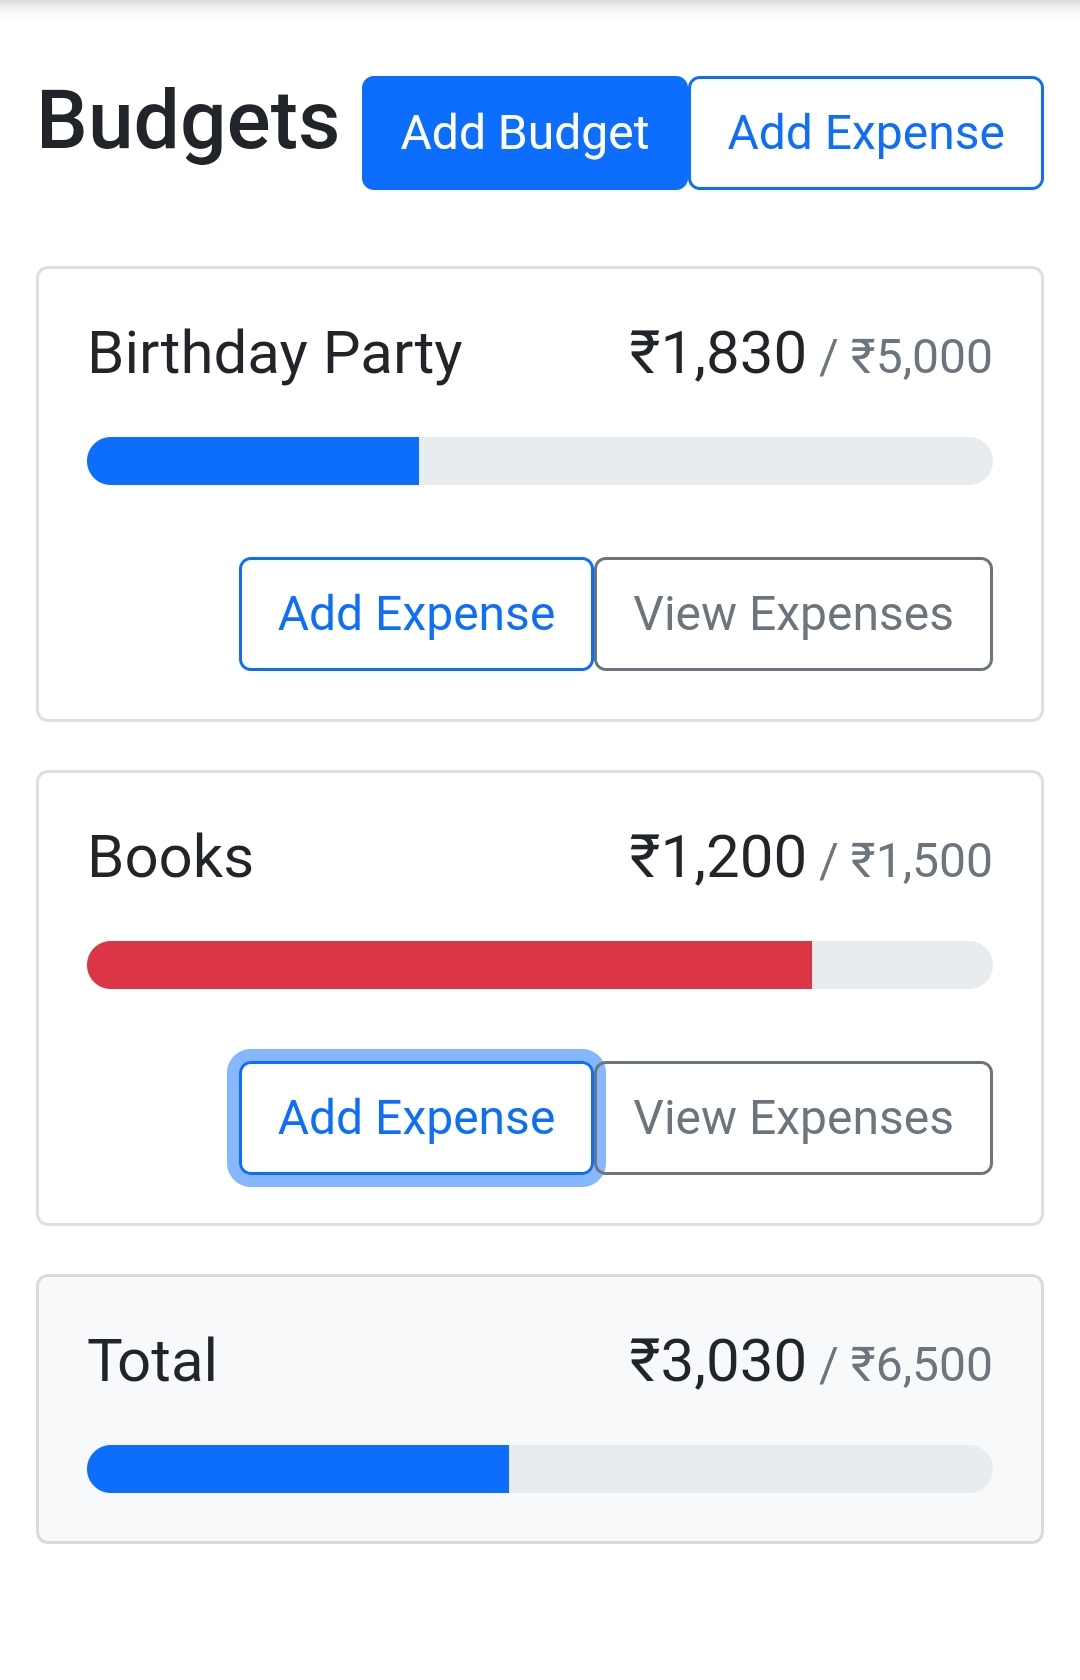 Budgets Add Budget Add Expense
Birthday Party ₹1,830 / ₹5,000
Add Expense View Expenses
Books ₹1,200 / ₹1,500
Add Expense View Expenses
Total ₹3,030 / ₹6,500